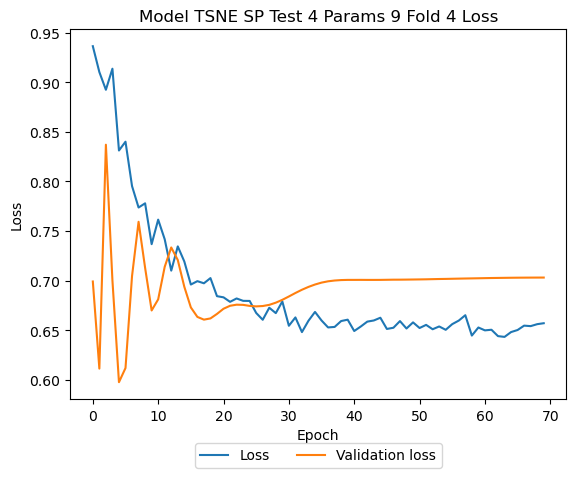 Model TSNE SP Test 4 Params 9 Fold 4 Loss
0.95
0.90
0.85
0.80
0.75
0.70
0.65
0.60
Loss
0 10 20 30 40 50 60 70
Epoch
Loss Validation loss